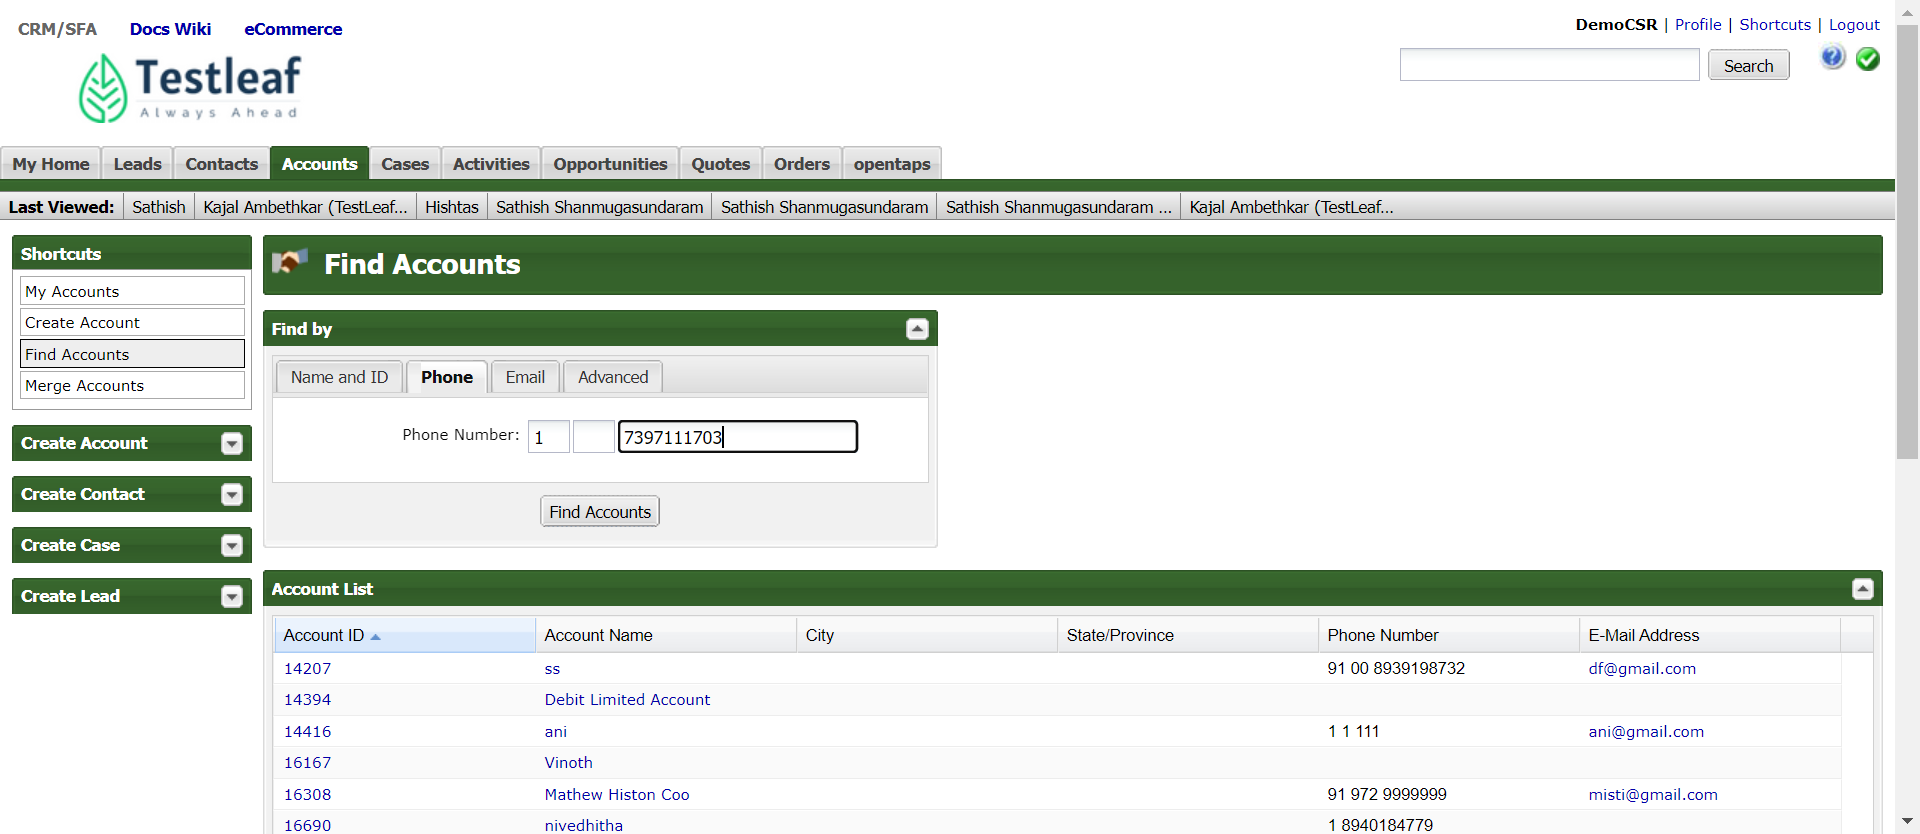 CRM/SFA Docs Wiki eCommerce
DemoCSR | Profile | Shortcuts | Logout
Search
Testleaf
Always Ahead
My Home Leads Contacts Accounts Cases Activities Opportunities Quotes Orders opentaps
Last Viewed: Sathish Kajal Ambethkar (TestLeaf... Hishtas Sathish Shanmugasundaram Sathish Shanmugasundaram Sathish Shanmugasundaram ... Kajal Ambethkar (TestLeaf...
Shortcuts
My Accounts
Create Account
Find Accounts
Merge Accounts
Create Account
Create Contact
Create Case
Create Lead
Find Accounts
Find by
Name and ID Phone Email Advanced
Phone Number: 1 7397111703
Find Accounts
Account List
Account ID Account Name City State/Province Phone Number E-Mail Address
14207 ss 91 00 8939198732 df@gmail.com
14394 Debit Limited Account
14416 ani 1 1 111 ani@gmail.com
16167 Vinoth
16308 Mathew Histon Coo 91 972 9999999 misti@gmail.com
16690 nivedhitha 1 8940184779